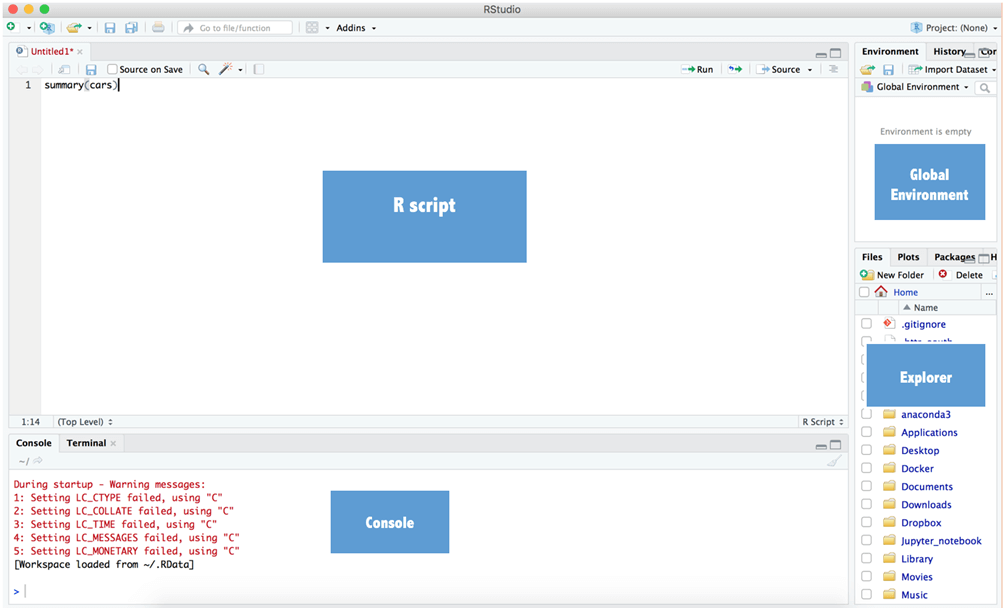 RStudio
Go to file/function
Addins
Project: (None)
Untitled1*
Source on Save
Run
Source
1
summary(cars)
R script
1:14
(Top Level)
R Script
Console
Terminal
~/
During startup - Warning messages:
1: Setting LC_CTYPE failed, using "C"
2: Setting LC_COLLATE failed, using "C"
3: Setting LC_TIME failed, using "C"
4: Setting LC_MESSAGES failed, using "C"
5: Setting LC_MONETARY failed, using "C"
[Workspace loaded from ~/.RData]
>
Console
Environment
History
Import Dataset
Global Environment
Environment is empty
Global
Environment
Files
Plots
Packages
New Folder
Delete
Home
...
Name
.gitignore
Explorer
anaconda3
Applications
Desktop
Docker
Documents
Downloads
Dropbox
Jupyter_notebook
Library
Movies
Music